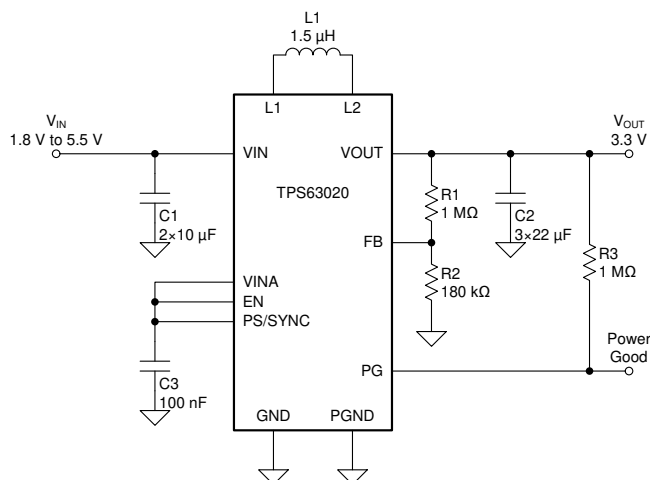 L1
1.5 µH
L1 L2
VIN
1.8 V to 5.5 V
VIN
VOUT
VOUT
3.3 V
TPS63020
C1
2×10 µF
R1
1 MΩ
C2
3×22 µF
FB
R3
1 MΩ
R2
180 kΩ
VINA
EN
PS/SYNC
Power
Good
PG
C3
100 nF
GND PGND